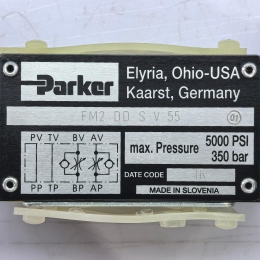 Parker
Elyria, Ohio-USA
Kaarst, Germany
FM2 DD S V 55
01
PV TV BV AV
PP TP BP AP
max. Pressure 5000 PSI
350 bar
DATE CODE
MADE IN SLOVENIA